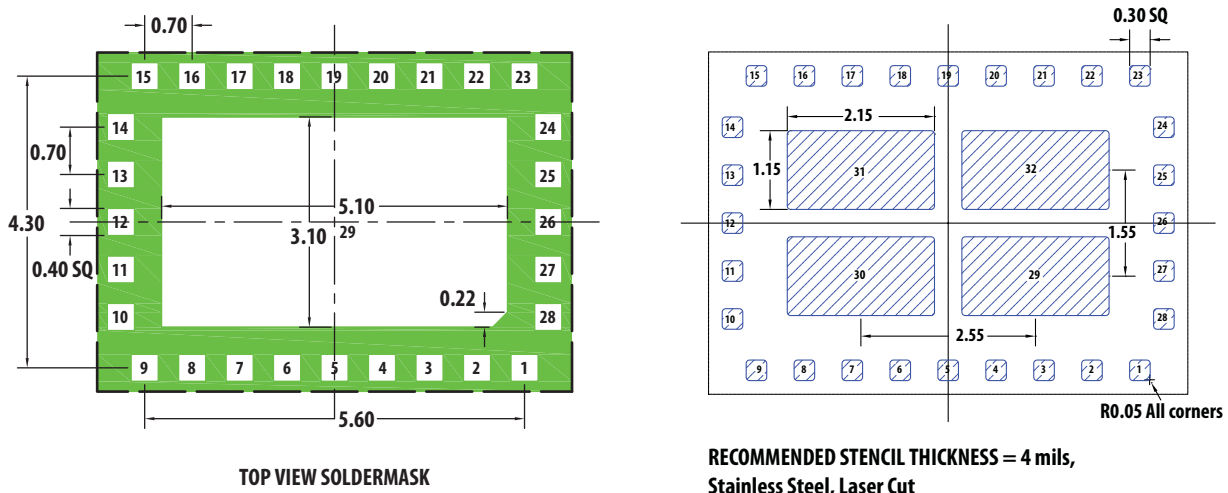 0.70
15 16 17 18 19 20 21 22 23
14 24
0.70
13 25
4.30
12 26
5.10
3.10 29
0.40 SQ
11 27
0.22
10 28
9 8 7 6 5 4 3 2 1
5.60
TOP VIEW SOLDERMASK
0.30 SQ
15 16 17 18 19 20 21 22 23
2.15
14 24
1.15
31 32
13 25
12 26
1.55
11 30 29 27
10 28
2.55
9 8 7 6 5 4 3 2 1
R0.05 All corners
RECOMMENDED STENCIL THICKNESS = 4 mils,
Stainless Steel, Laser Cut